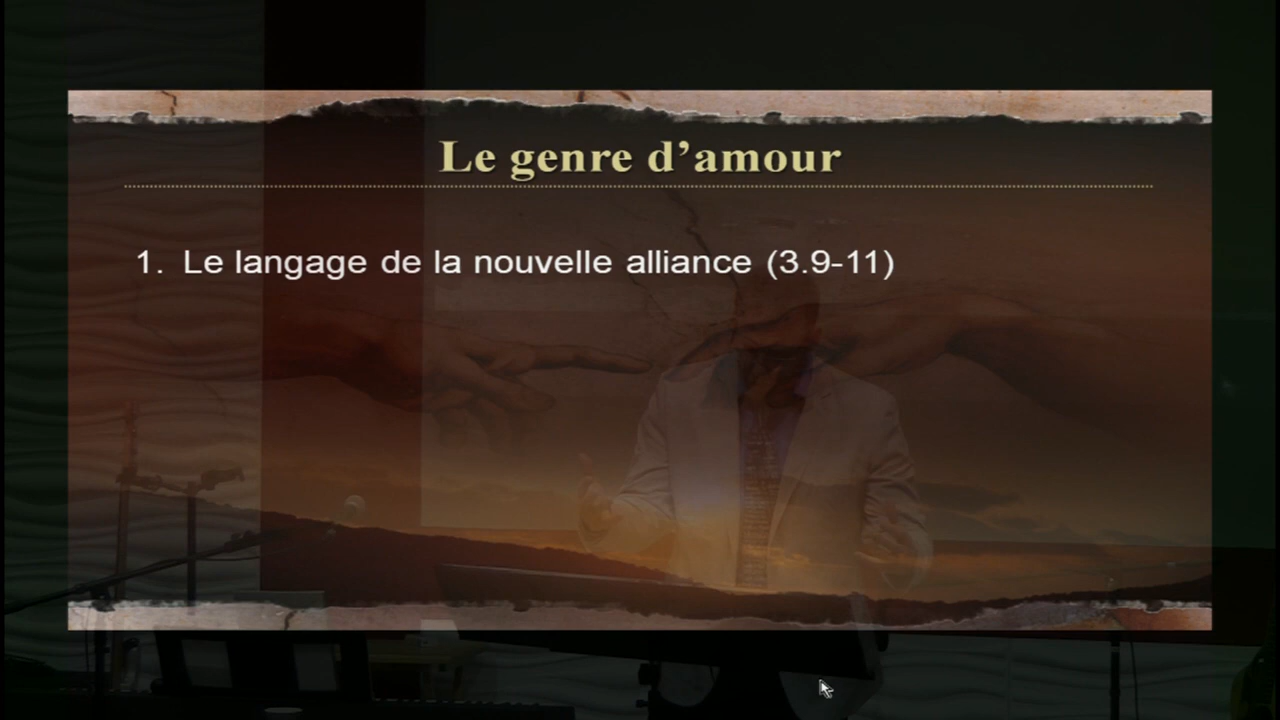 Le genre d’amour
1. Le langage de la nouvelle alliance (3.9-11)